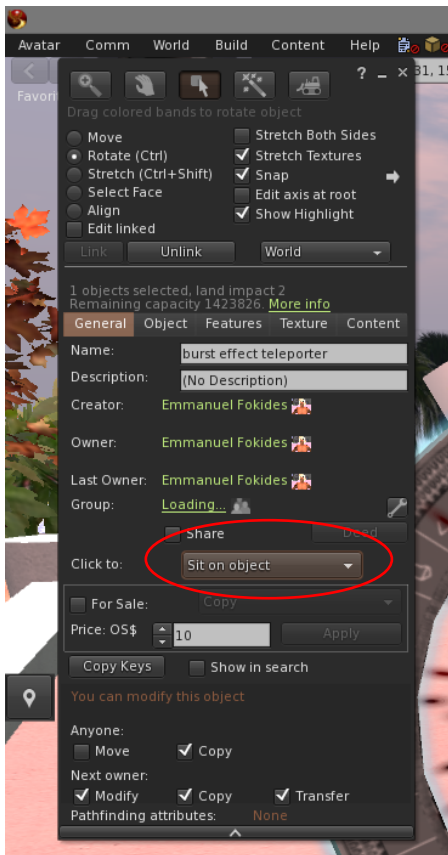 Avatar Comm World Build Content Help
Favori
31, 15
? _ ×
Drag colored bands to rotate object
Move
Rotate (Ctrl)
Stretch (Ctrl+Shift)
Select Face
Align
Edit linked
Stretch Both Sides
Stretch Textures
Snap
Edit axis at root
Show Highlight
Link Unlink World
1 objects selected, land impact 2
Remaining capacity 1423826. More info
General Object Features Texture Content
Name: burst effect teleporter
Description: (No Description)
Creator: Emmanuel Fokides
Owner: Emmanuel Fokides
Last Owner: Emmanuel Fokides
Group: Loading...
Share Deed
Click to: Sit on object
For Sale: Copy
Price: OS$ 10 Apply
Copy Keys Show in search
You can modify this object
Anyone:
Move Copy
Next owner:
Modify Copy Transfer
Pathfinding attributes: None